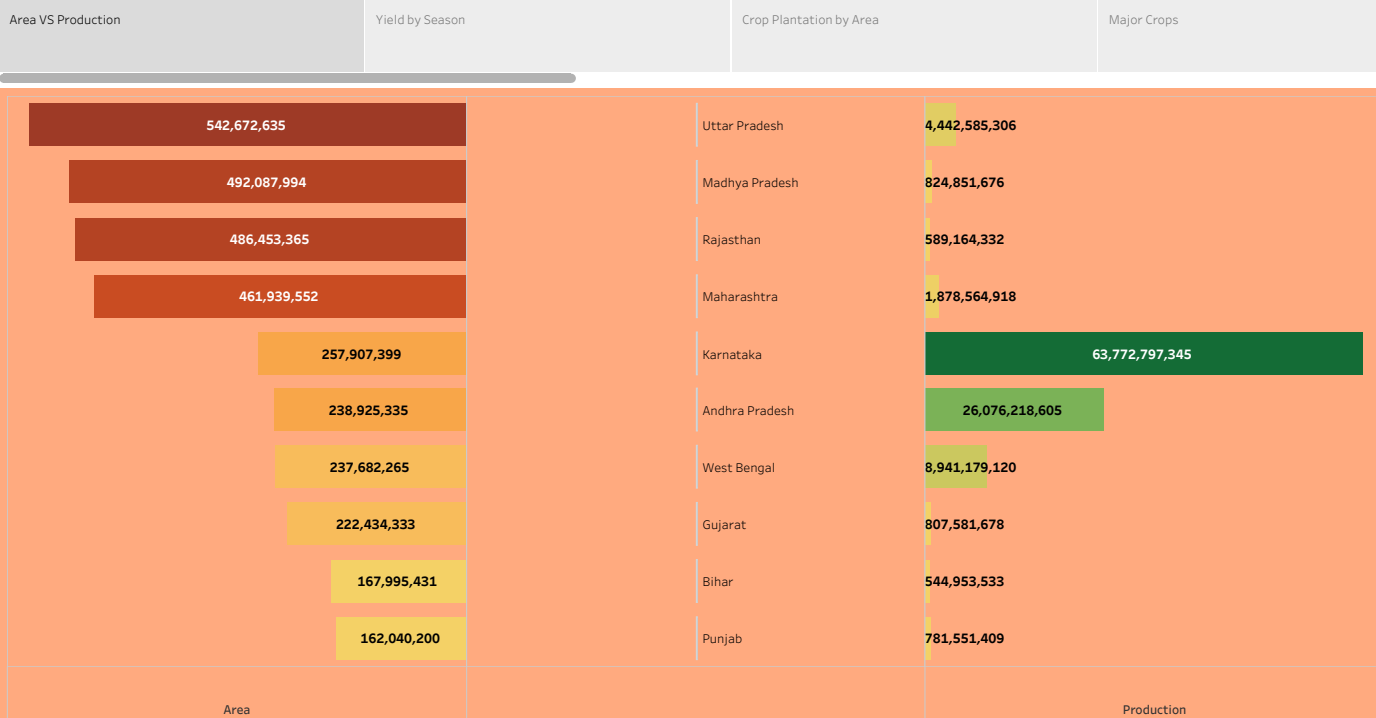 Area VS Production
Yield by Season
Crop Plantation by Area
Major Crops
542,672,635 Uttar Pradesh 4,442,585,306
492,087,994 Madhya Pradesh 824,851,676
486,453,365 Rajasthan 589,164,332
461,939,552 Maharashtra 1,878,564,918
257,907,399 Karnataka 63,772,797,345
238,925,335 Andhra Pradesh 26,076,218,605
237,682,265 West Bengal 8,941,179,120
222,434,333 Gujarat 807,581,678
167,995,431 Bihar 544,953,533
162,040,200 Punjab 781,551,409
Area Production